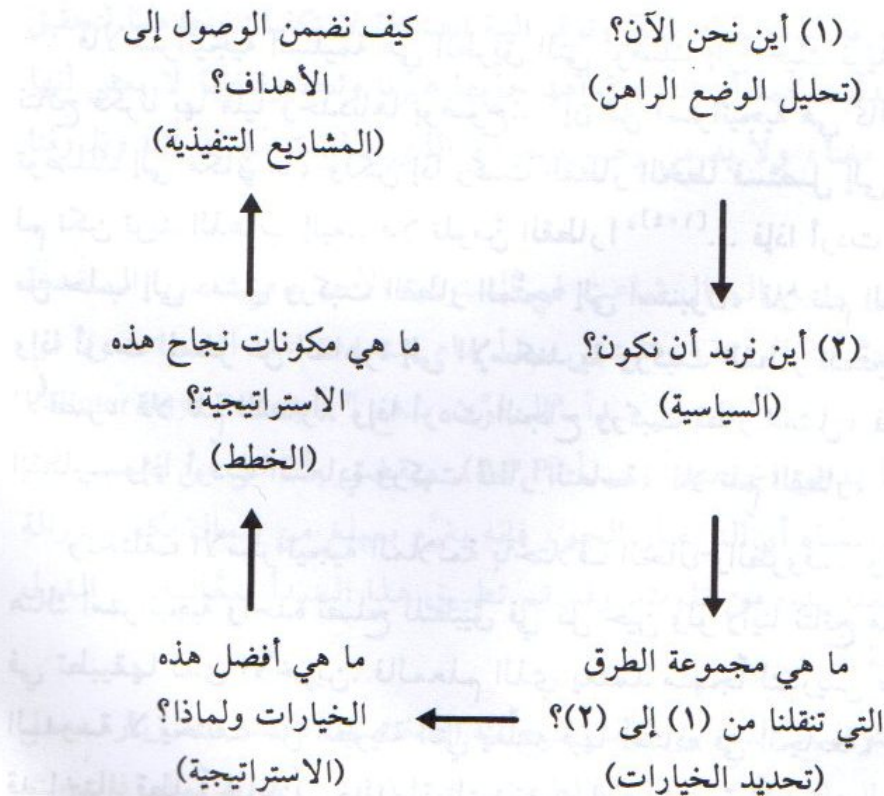 (١) أين نحن الآن؟
(تحليل الوضع الراهن)
(٢) أين نريد أن نكون؟
(السياسية)
ما هي مجموعة الطرق
التي تنقلنا من (١) إلى (٢)؟
(تحديد الخيارات)
ما هي أفضل هذه
الخبارات ولماذا؟
(الاستراتيجية)
ما هي مكونات نجاح هذه
الاستراتيجية؟
(الخطط)
كيف نضمن الوصول إلى
الأهداف؟
(المشاريع التنفيذية)